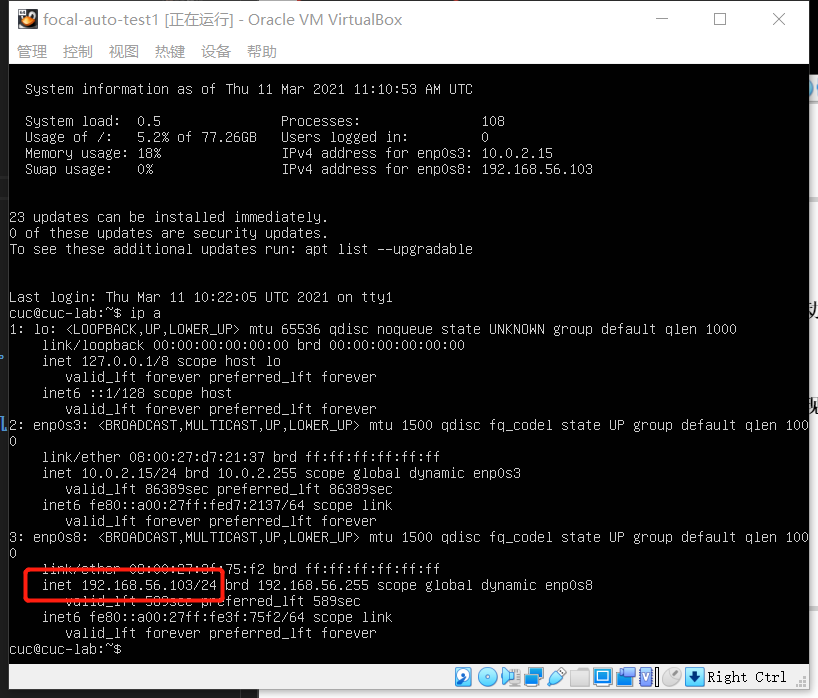 focal-auto-test1 [正在运行] - Oracle VM VirtualBox
管理 控制 视图 热键 设备 帮助
System information as of Thu 11 Mar 2021 11:10:53 AM UTC
System load: 0.5 Processes: 108
Usage of /: 5.2% of 77.26GB Users logged in: 0
Memory usage: 18% IPv4 address for enp0s3: 10.0.2.15
Swap usage: 0% IPv4 address for enp0s8: 192.168.56.103
23 updates can be installed immediately.
0 of these updates are security updates.
To see these additional updates run: apt list --upgradable
Last login: Thu Mar 11 10:22:05 UTC 2021 on tty1
cuc@cuc-lab:~$ ip a
1: lo: <LOOPBACK,UP,LOWER_UP> mtu 65536 qdisc noqueue state UNKNOWN group default qlen 1000
link/loopback 00:00:00:00:00:00 brd 00:00:00:00:00:00
inet 127.0.0.1/8 scope host lo
valid_lft forever preferred_lft forever
inet6 ::1/128 scope host
valid_lft forever preferred_lft forever
2: enp0s3: <BROADCAST,MULTICAST,UP,LOWER_UP> mtu 1500 qdisc fq_codel state UP group default qlen 100
0
link/ether 08:00:27:d7:21:37 brd ff:ff:ff:ff:ff:ff
inet 10.0.2.15/24 brd 10.0.2.255 scope global dynamic enp0s3
valid_lft 86389sec preferred_lft 86389sec
inet6 fe80::a00:27ff:fed7:2137/64 scope link
valid_lft forever preferred_lft forever
3: enp0s8: <BROADCAST,MULTICAST,UP,LOWER_UP> mtu 1500 qdisc fq_codel state UP group default qlen 100
0
link/ether 08:00:27:3f:75:f2 brd ff:ff:ff:ff:ff:ff
inet 192.168.56.103/24 brd 192.168.56.255 scope global dynamic enp0s8
valid_lft 589sec preferred_lft 589sec
inet6 fe80::a00:27ff:fe3f:75f2/64 scope link
valid_lft forever preferred_lft forever
cuc@cuc-lab:~$
Right Ctrl